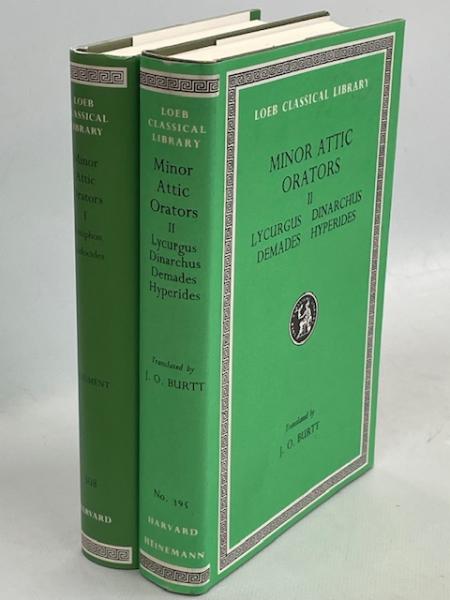 LOEB
CLASSICAL
LIBRARY
Minor
Attic
Orators
I
HARVARD
LOEB
CLASSICAL
LIBRARY
Minor
Attic
Orators
II
Lycurgus
Dinarchus
Demades
Hyperides
Translated by
J. O. BURTT
No. 395
HARVARD
HEINEMANN
LOEB CLASSICAL LIBRARY
MINOR ATTIC
ORATORS
II
LYCURGUS DINARCHUS
DEMADES HYPERIDES
Translated by
J. O. BURTT